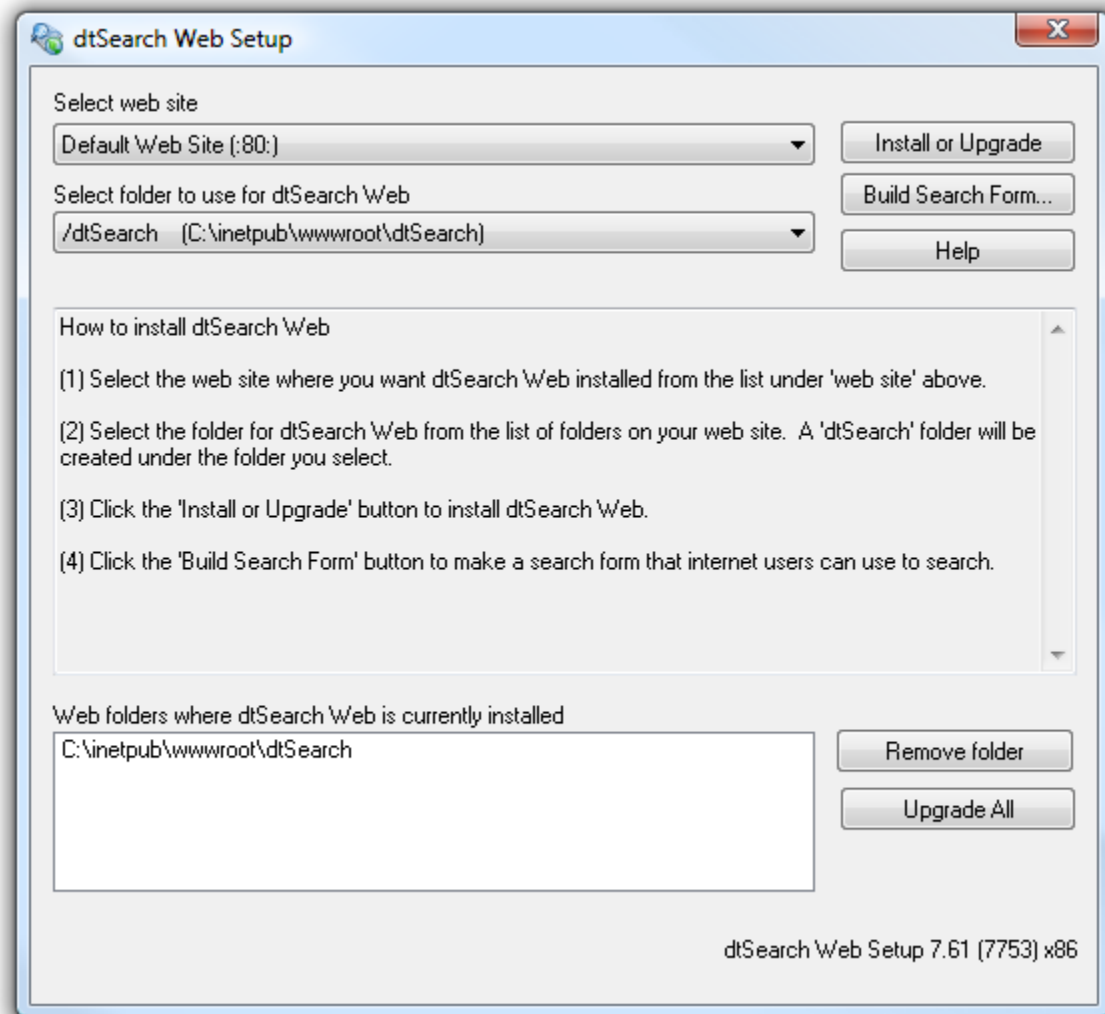 dtSearch Web Setup
Select web site
Default Web Site (:80:)
Install or Upgrade
Select folder to use for dtSearch Web
Build Search Form...
/dtSearch    (C:\inetpub\wwwroot\dtSearch)
Help
How to install dtSearch Web
(1) Select the web site where you want dtSearch Web installed from the list under 'web site' above.
(2) Select the folder for dtSearch Web from the list of folders on your web site.  A 'dtSearch' folder will be
created under the folder you select.
(3) Click the 'Install or Upgrade' button to install dtSearch Web.
(4) Click the 'Build Search Form' button to make a search form that internet users can use to search.
Web folders where dtSearch Web is currently installed
C:\inetpub\wwwroot\dtSearch
Remove folder
Upgrade All
dtSearch Web Setup 7.61 (7753) x86